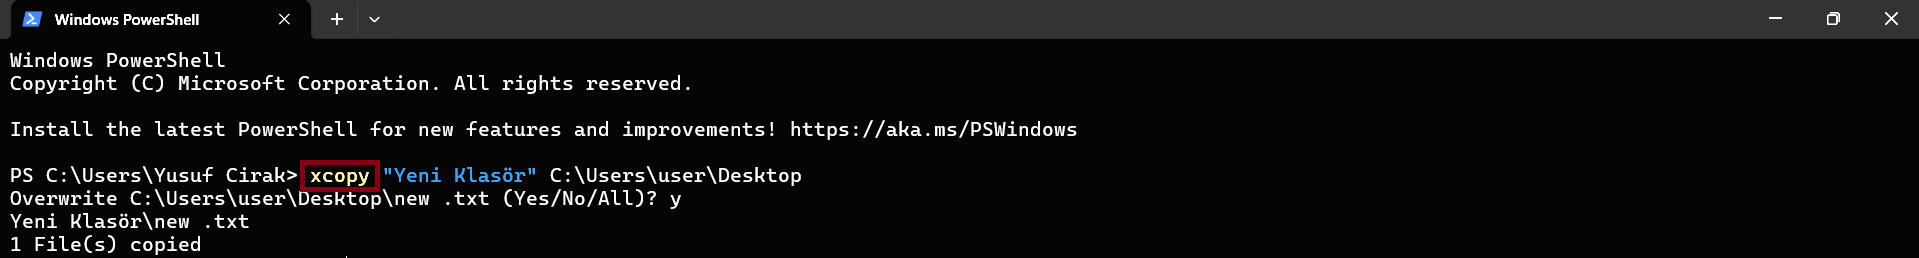 Windows PowerShell
Windows PowerShell
Copyright (C) Microsoft Corporation. All rights reserved.
Install the latest PowerShell for new features and improvements! https://aka.ms/PSWindows
PS C:\Users\Yusuf Cirak> xcopy "Yeni Klasör" C:\Users\user\Desktop
Overwrite C:\Users\user\Desktop\new .txt (Yes/No/All)? y
Yeni Klasör\new .txt
1 File(s) copied